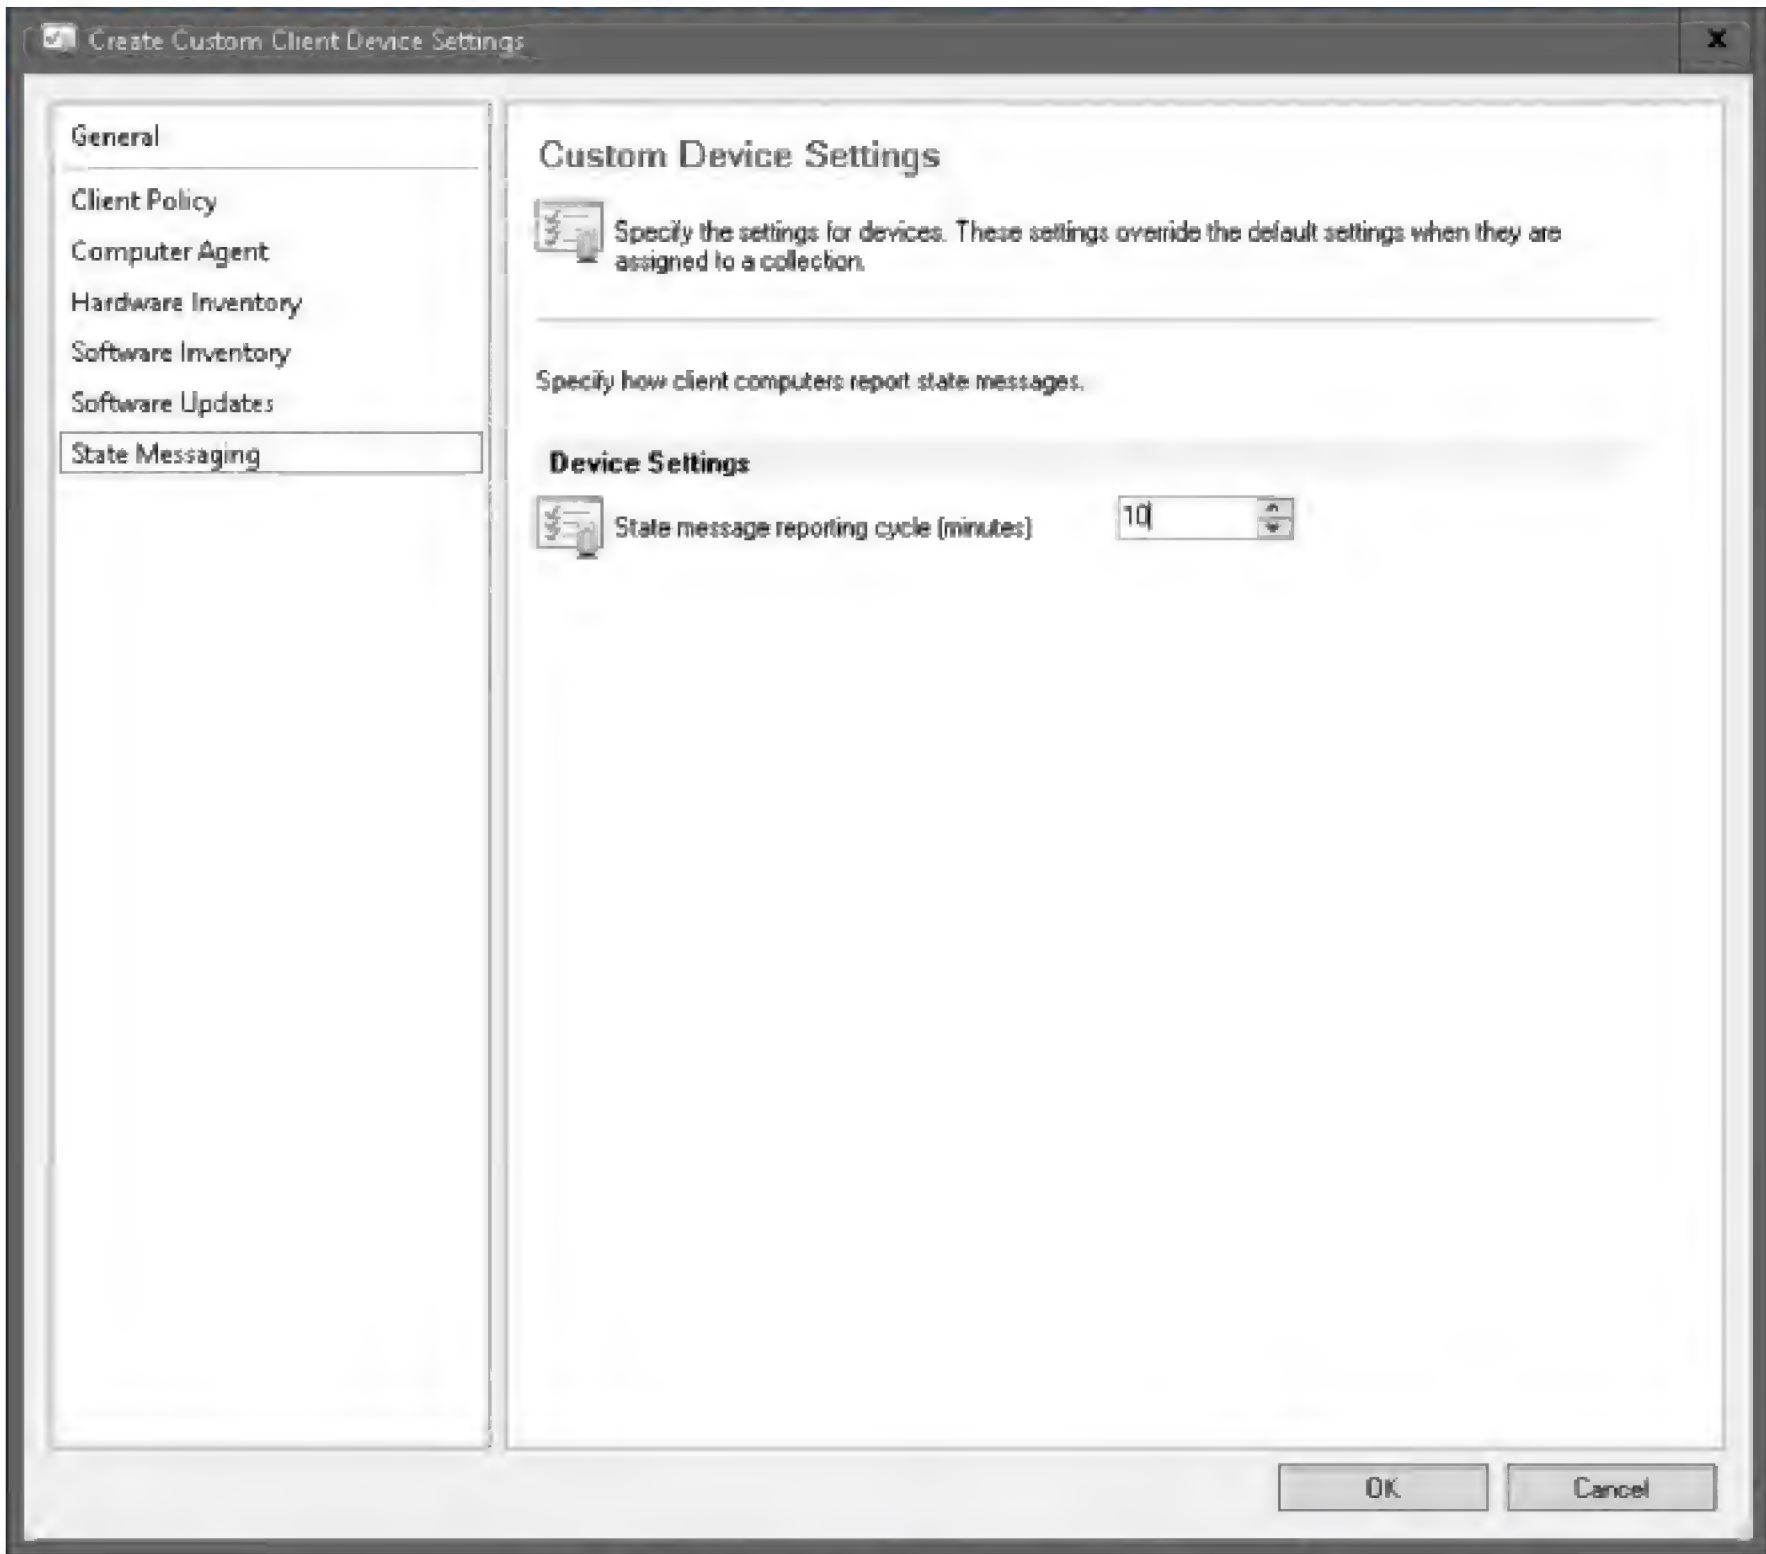 Create Custom Client Device Settings
General
Client Policy
Computer Agent
Hardware Inventory
Software Inventory
Software Updates
State Messaging
Custom Device Settings
Specify the settings for devices. These settings override the default settings when they are
assigned to a collection.
Specify how client computers report state messages.
Device Settings
State message reporting cycle (minutes)
10
OK
Cancel